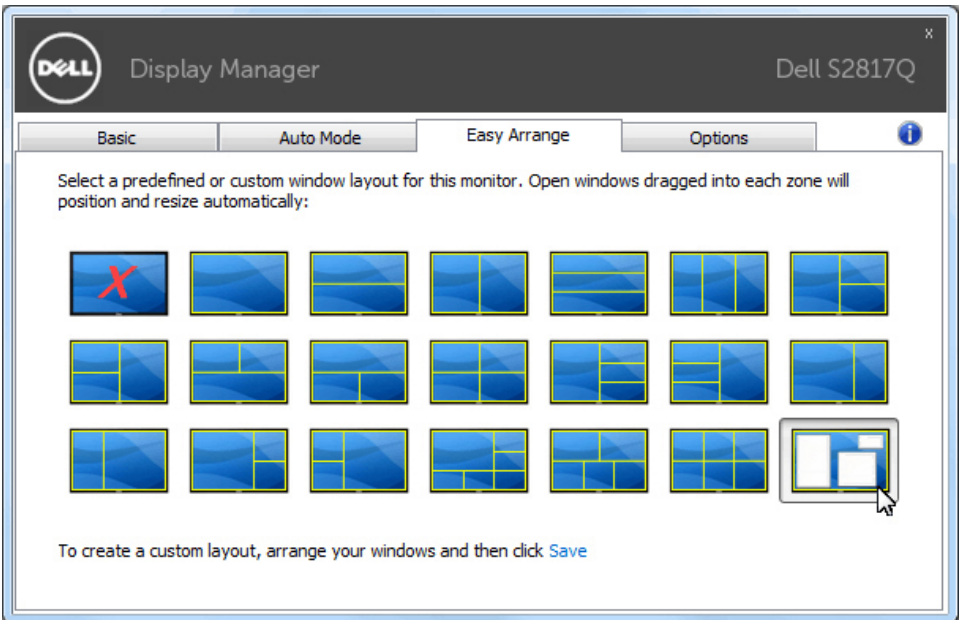 x
DELL
Display Manager
Dell S2817Q
Basic
Auto Mode
Easy Arrange
Options
i
Select a predefined or custom window layout for this monitor. Open windows dragged into each zone will
position and resize automatically:
X
To create a custom layout, arrange your windows and then click Save